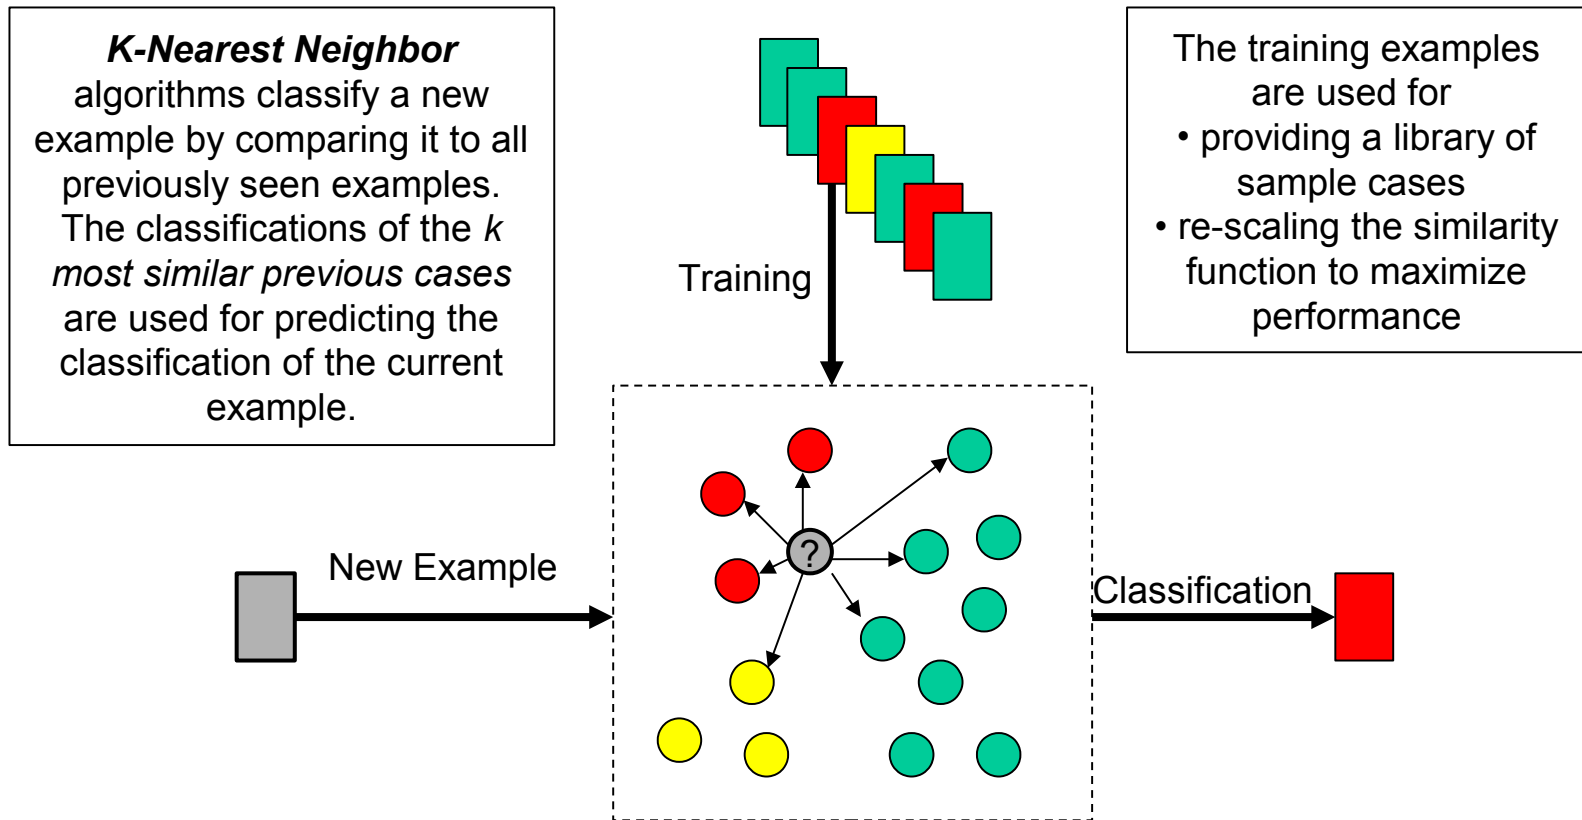 K-Nearest Neighbor
algorithms classify a new
example by comparing it to all
previously seen examples.
The classifications of the k
most similar previous cases
are used for predicting the
classification of the current
example.
The training examples
are used for
• providing a library of
sample cases
• re-scaling the similarity
function to maximize
performance
Training
?
New Example
Classification